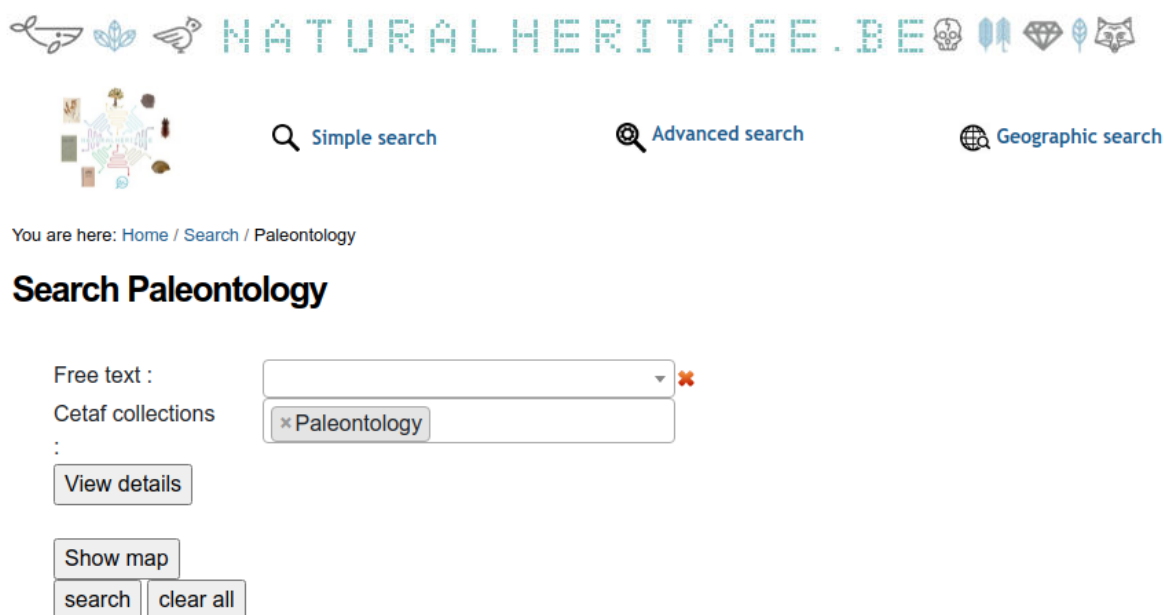 NATURALHERITAGE.BE
Simple search
Advanced search
Geographic search
You are here: Home / Search / Paleontology
Search Paleontology
Free text :
Cetaf collections
:
×Paleontology
View details
Show map
search
clear all